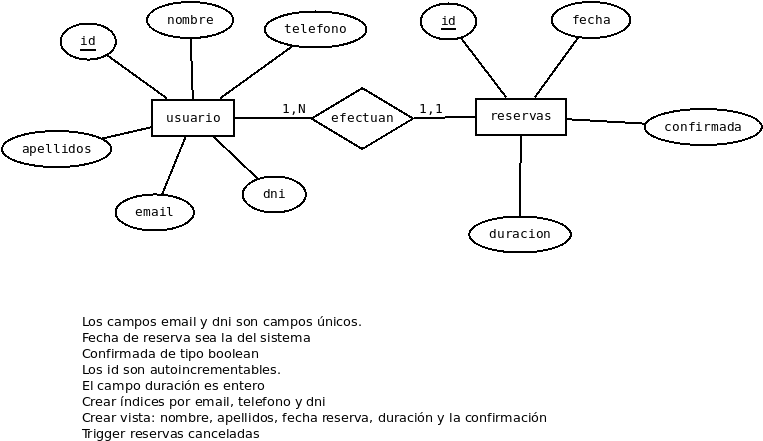 nombre
id
telefono
id
fecha
usuario
1,N
efectuan
1,1
reservas
confirmada
apellidos
email
dni
duracion
Los campos email y dni son campos únicos.
Fecha de reserva sea la del sistema
Confirmada de tipo boolean
Los id son autoincrementables.
El campo duración es entero
Crear índices por email, telefono y dni
Crear vista: nombre, apellidos, fecha reserva, duración y la confirmación
Trigger reservas canceladas